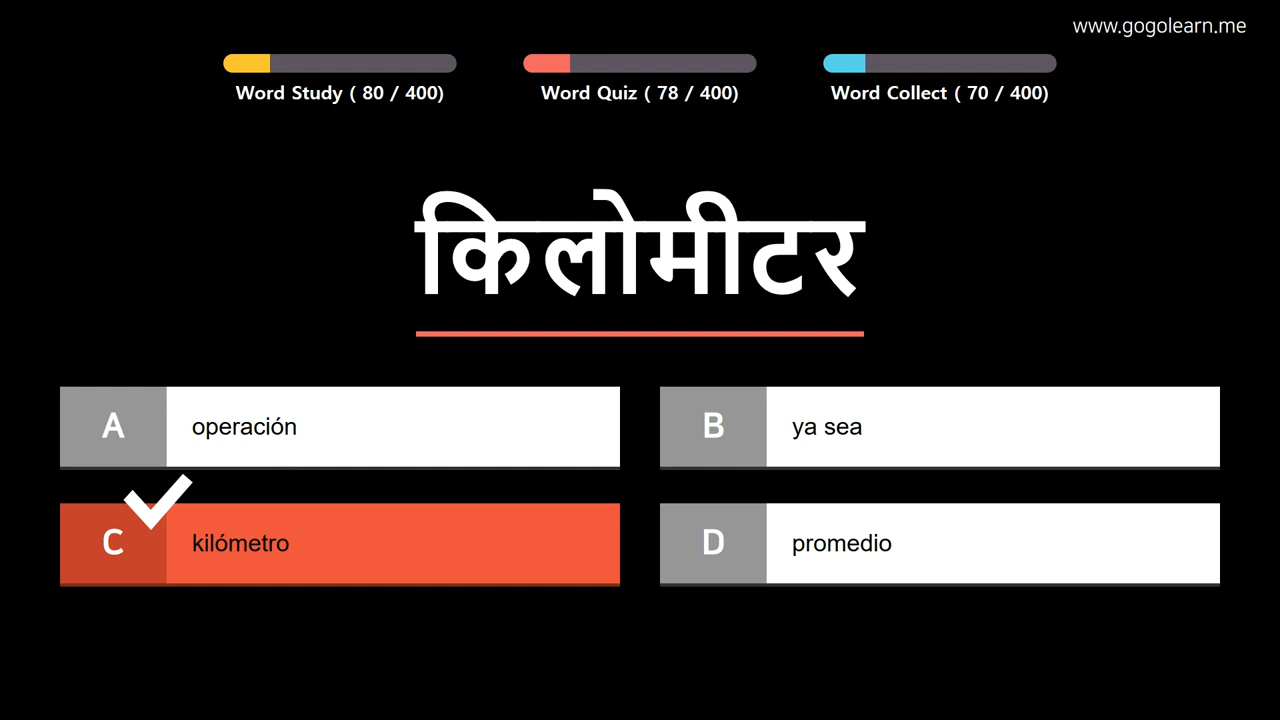 www.gogolearn.me
Word Study ( 80 / 400)
Word Quiz ( 78 / 400)
Word Collect ( 70 / 400)
किलोमीटर
A operación
B ya sea
C kilómetro
D promedio